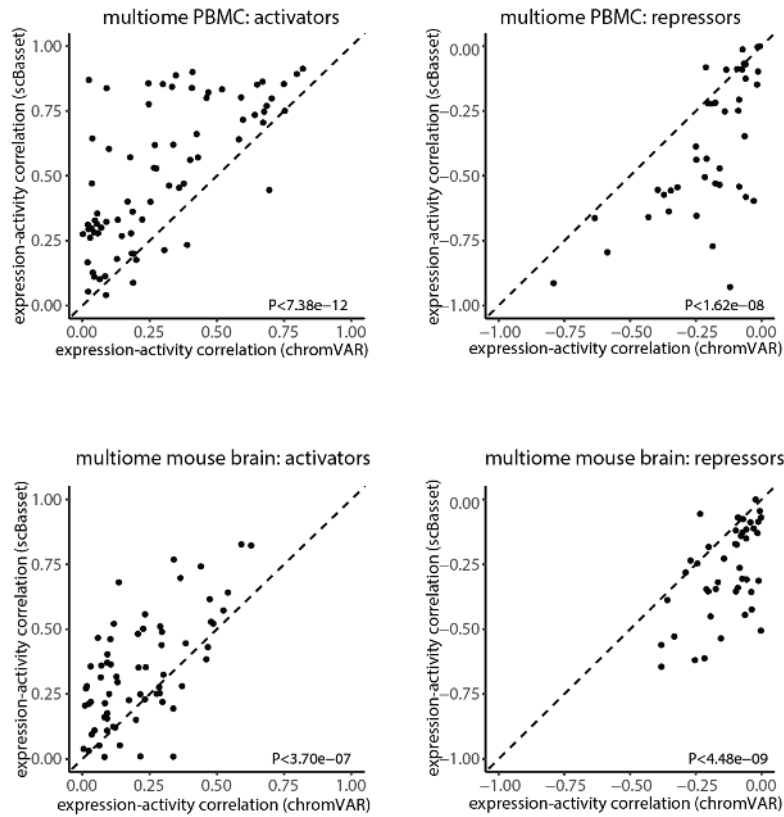 multiome PBMC: activators
expression-activity correlation (scBasset)
1.00
0.75
0.50
0.25
0.00
P<7.38e−12
0.00 0.25 0.50 0.75 1.00
expression-activity correlation (chromVAR)
multiome PBMC: repressors
expression-activity correlation (scBasset)
0.00
−0.25
−0.50
−0.75
−1.00
P<1.62e−08
−1.00 −0.75 −0.50 −0.25 0.00
expression-activity correlation (chromVAR)
multiome mouse brain: activators
expression-activity correlation (scBasset)
1.00
0.75
0.50
0.25
0.00
P<3.70e−07
0.00 0.25 0.50 0.75 1.00
expression-activity correlation (chromVAR)
multiome mouse brain: repressors
expression-activity correlation (scBasset)
0.00
−0.25
−0.50
−0.75
−1.00
P<4.48e−09
−1.00 −0.75 −0.50 −0.25 0.00
expression-activity correlation (chromVAR)